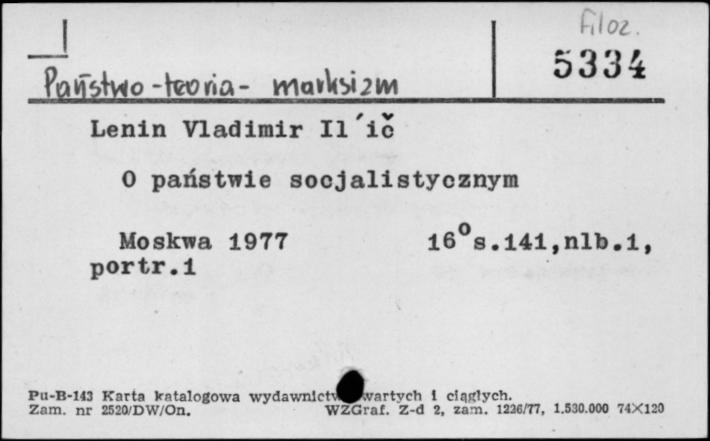 Filoz.
5334
Państwo-teoria- marksizm
Lenin Vladimir Il´ič
O państwie socjalistycznym
Moskwa 1977 16° s.141,nlb.1,
portr.1
Pu-B-143 Karta katalogowa wydawnictw zwartych i ciągłych.
Zam. nr 2520/DW/On. WZGraf. Z-d 2, zam. 1226/77, 1.530.000 74X120